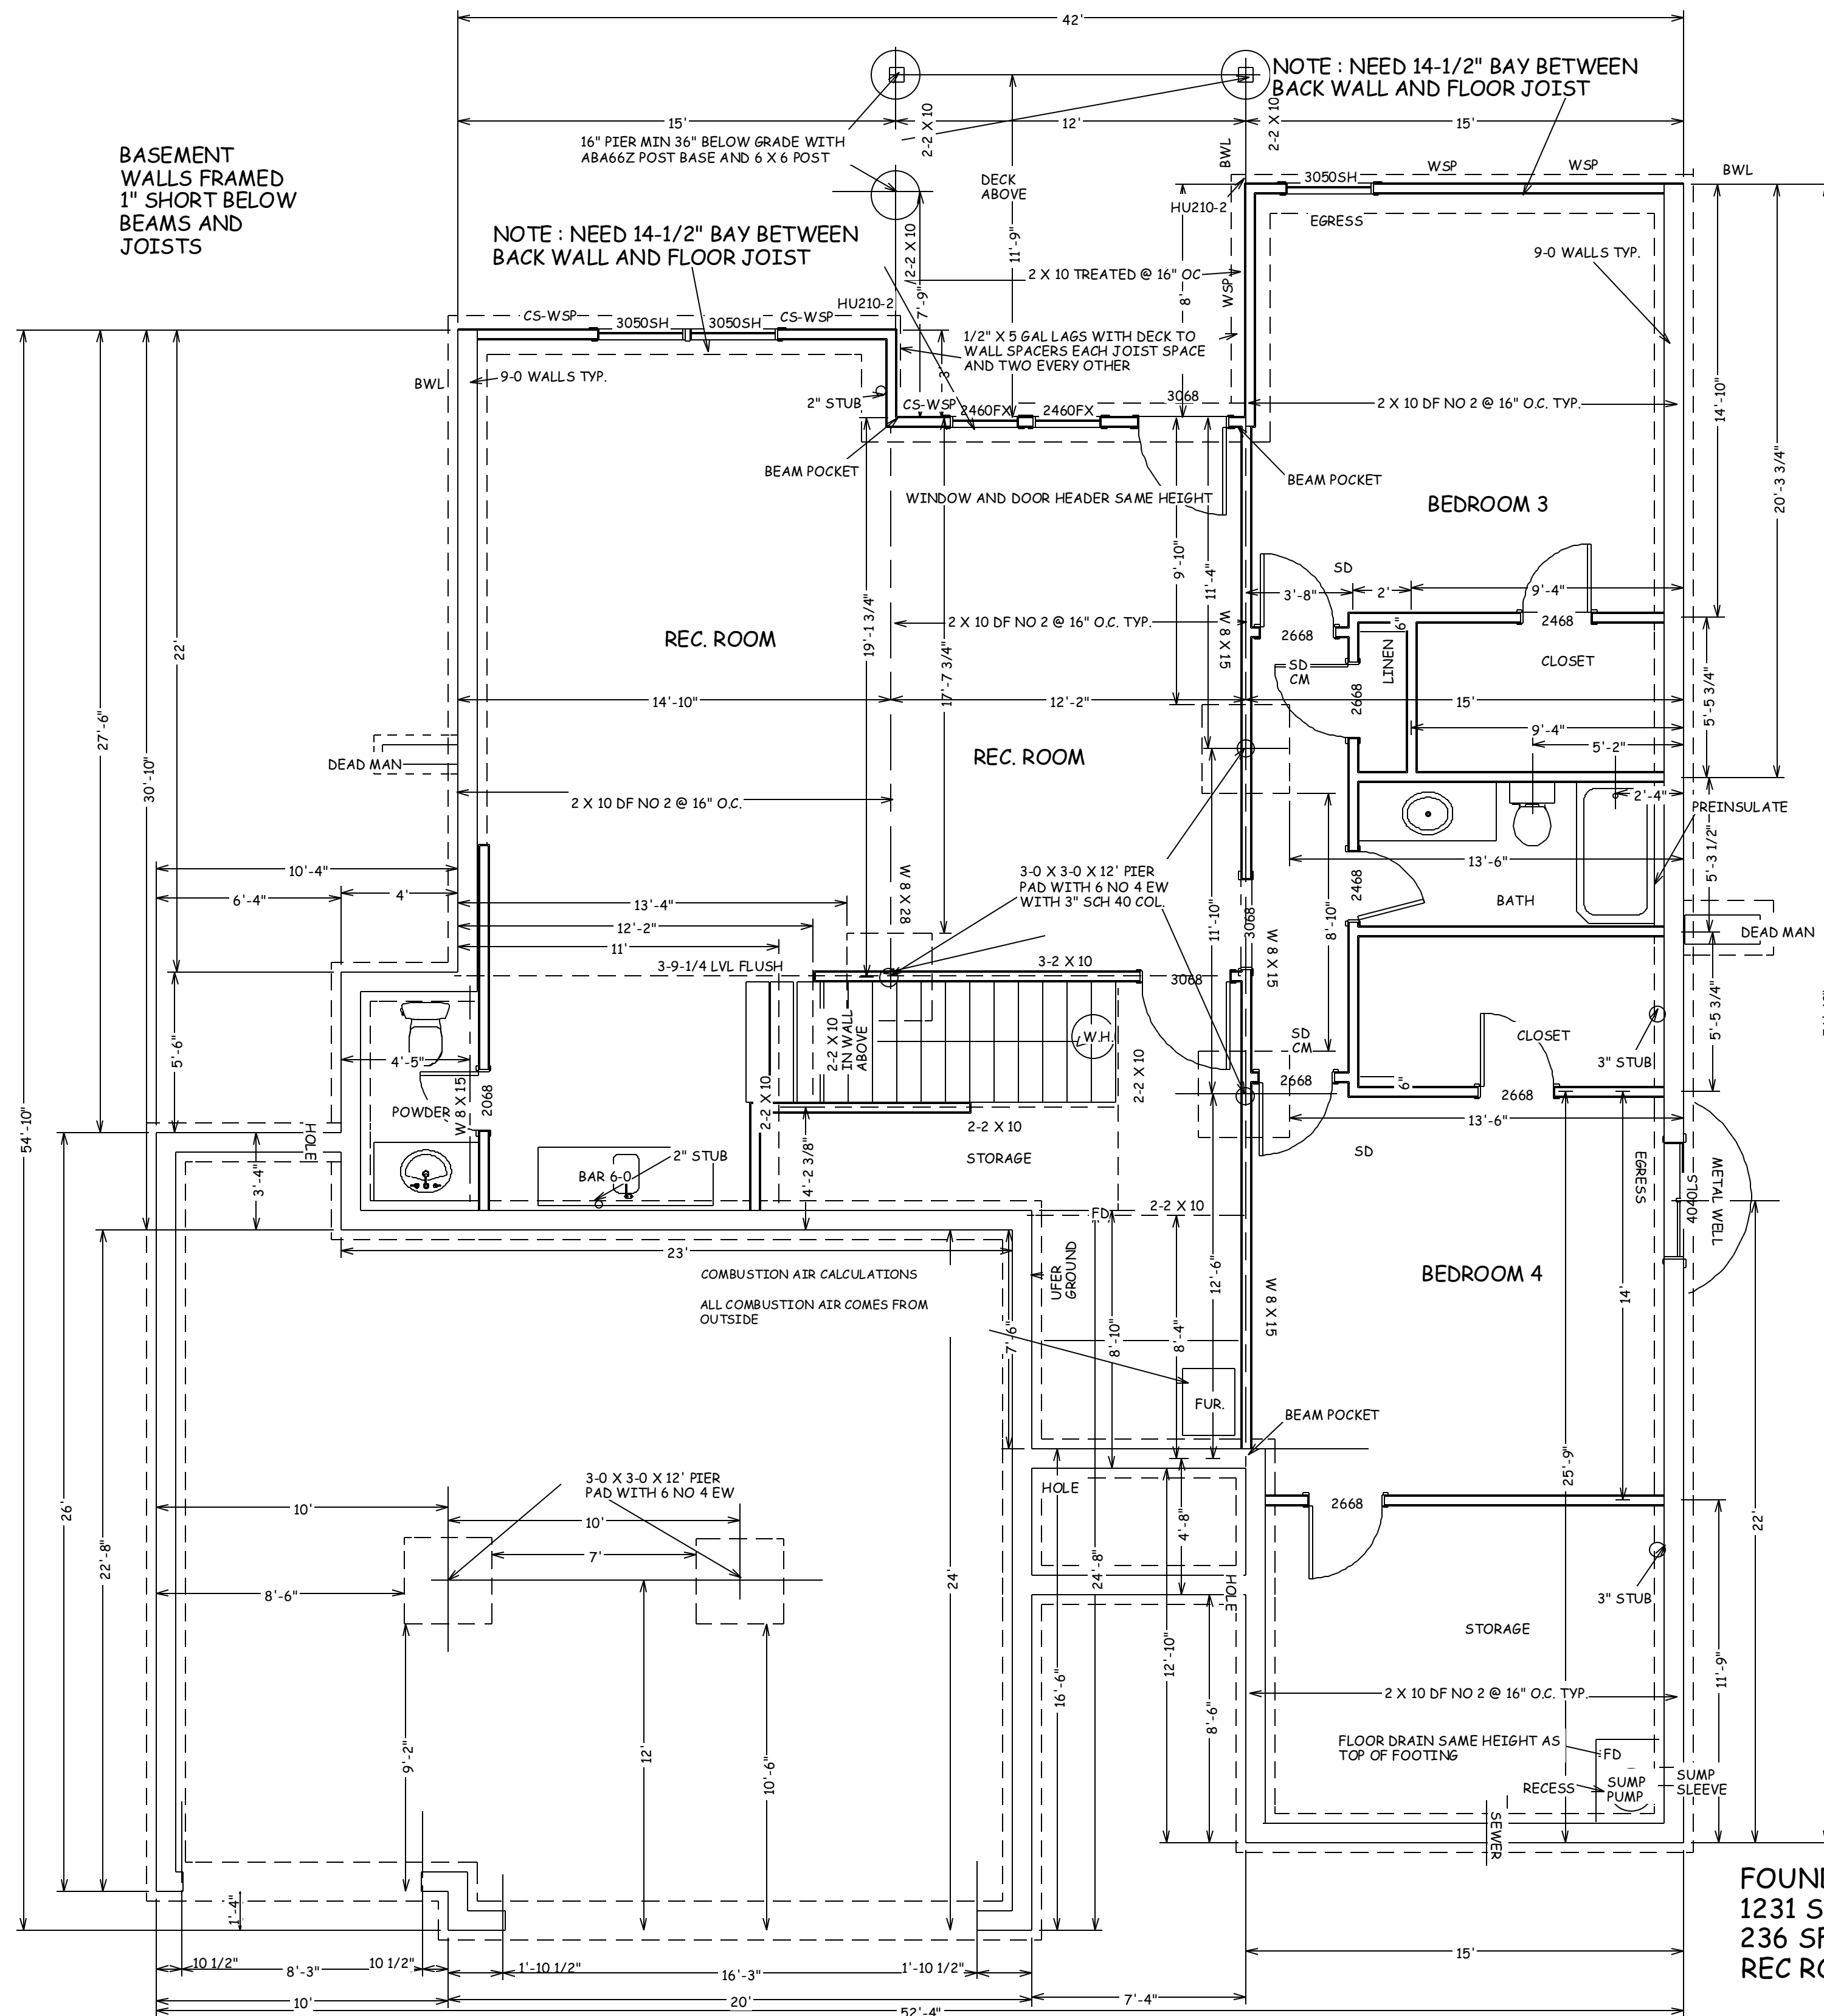 42'
NOTE : NEED 14-1/2" BAY BETWEEN
BACK WALL AND FLOOR JOIST
15'
12'
15'
2-2 X 10
2-2 X 10
16" PIER MIN 36" BELOW GRADE WITH
ABA66Z POST BASE AND 6 X 6 POST
BASEMENT
WALLS FRAMED
1" SHORT BELOW
BEAMS AND
JOISTS
DECK
ABOVE
BWL
WSP
WSP
BWL
3050SH
EGRESS
HU210-2
NOTE : NEED 14-1/2" BAY BETWEEN
BACK WALL AND FLOOR JOIST
2-2 X 10
11'-9"
8'
7'-9"
2 X 10 TREATED @ 16" OC
WSP
9-0 WALLS TYP.
HU210-2
CS-WSP
3050SH
3050SH
CS-WSP
1/2" X 5 GAL LAGS WITH DECK TO
WALL SPACERS EACH JOIST SPACE
AND TWO EVERY OTHER
BWL
9-0 WALLS TYP.
2" STUB
3'
CS-WSP
2460FX
2460FX
3068
2 X 10 DF NO 2 @ 16" O.C. TYP.
14'-10"
20'-3 3/4"
BEAM POCKET
BEAM POCKET
WINDOW AND DOOR HEADER SAME HEIGHT
BEDROOM 3
9'-10"
11'-4"
SD
3'-8"
2'
9'-4"
2668
6"
2468
22'
REC. ROOM
19'-1 3/4"
2 X 10 DF NO 2 @ 16" O.C. TYP.
W 8 X 15
SD
CM
LINEN
CLOSET
2668
17'-7 3/4"
14'-10"
12'-2"
15'
5'-5 3/4"
27'-6"
30'-10"
9'-4"
5'-2"
REC. ROOM
DEAD MAN
2 X 10 DF NO 2 @ 16" O.C.
2'-4"
PREINSULATE
5'-3 1/2"
13'-6"
10'-4"
6'-4"
4'
13'-4"
12'-2"
11'
W 8 X 28
3-0 X 3-0 X 12' PIER
PAD WITH 6 NO 4 EW
WITH 3" SCH 40 COL.
11'-10"
3068
8'-10"
2468
BATH
DEAD MAN
3-9-1/4 LVL FLUSH
3-2 X 10
3068
W 8 X 15
5'-5 3/4"
5'-6"
2-2 X 10
IN WALL
ABOVE
W.H.
SD
CM
CLOSET
3" STUB
4'-5"
2-2 X 10
2-2 X 10
2668
6"
2668
POWDER
W 8 X 15
2068
13'-6"
54'-10"
HOLE
3'-4"
2-2 X 10
SD
4'-2 3/8"
STORAGE
2" STUB
BAR 6-0
EGRESS
4040LS
METAL WELL
2-2 X 10
FD
23'
UFER
GROUND
COMBUSTION AIR CALCULATIONS
ALL COMBUSTION AIR COMES FROM
OUTSIDE
12'-6"
W 8 X 15
BEDROOM 4
14'
7'-6"
8'-10"
8'-4"
FUR.
BEAM POCKET
25'-9"
3-0 X 3-0 X 12' PIER
PAD WITH 6 NO 4 EW
HOLE
2668
10'
10'
26'
22'-8"
22'
4'-8"
7'
24'
24'-8"
8'-6"
HOLE
3" STUB
STORAGE
12'-10"
16'-6"
11'-9"
8'-6"
2 X 10 DF NO 2 @ 16" O.C. TYP.
9'-2"
12'
10'-6"
FLOOR DRAIN SAME HEIGHT AS
TOP OF FOOTING
FD
RECESS
SUMP
PUMP
SUMP
SLEEVE
SEWER
1'-4"
FOUND
1231 S
236 SF
REC RO
15'
10 1/2"
8'-3"
10 1/2"
1'-10 1/2"
16'-3"
1'-10 1/2"
10'
20'
7'-4"
52'-4"